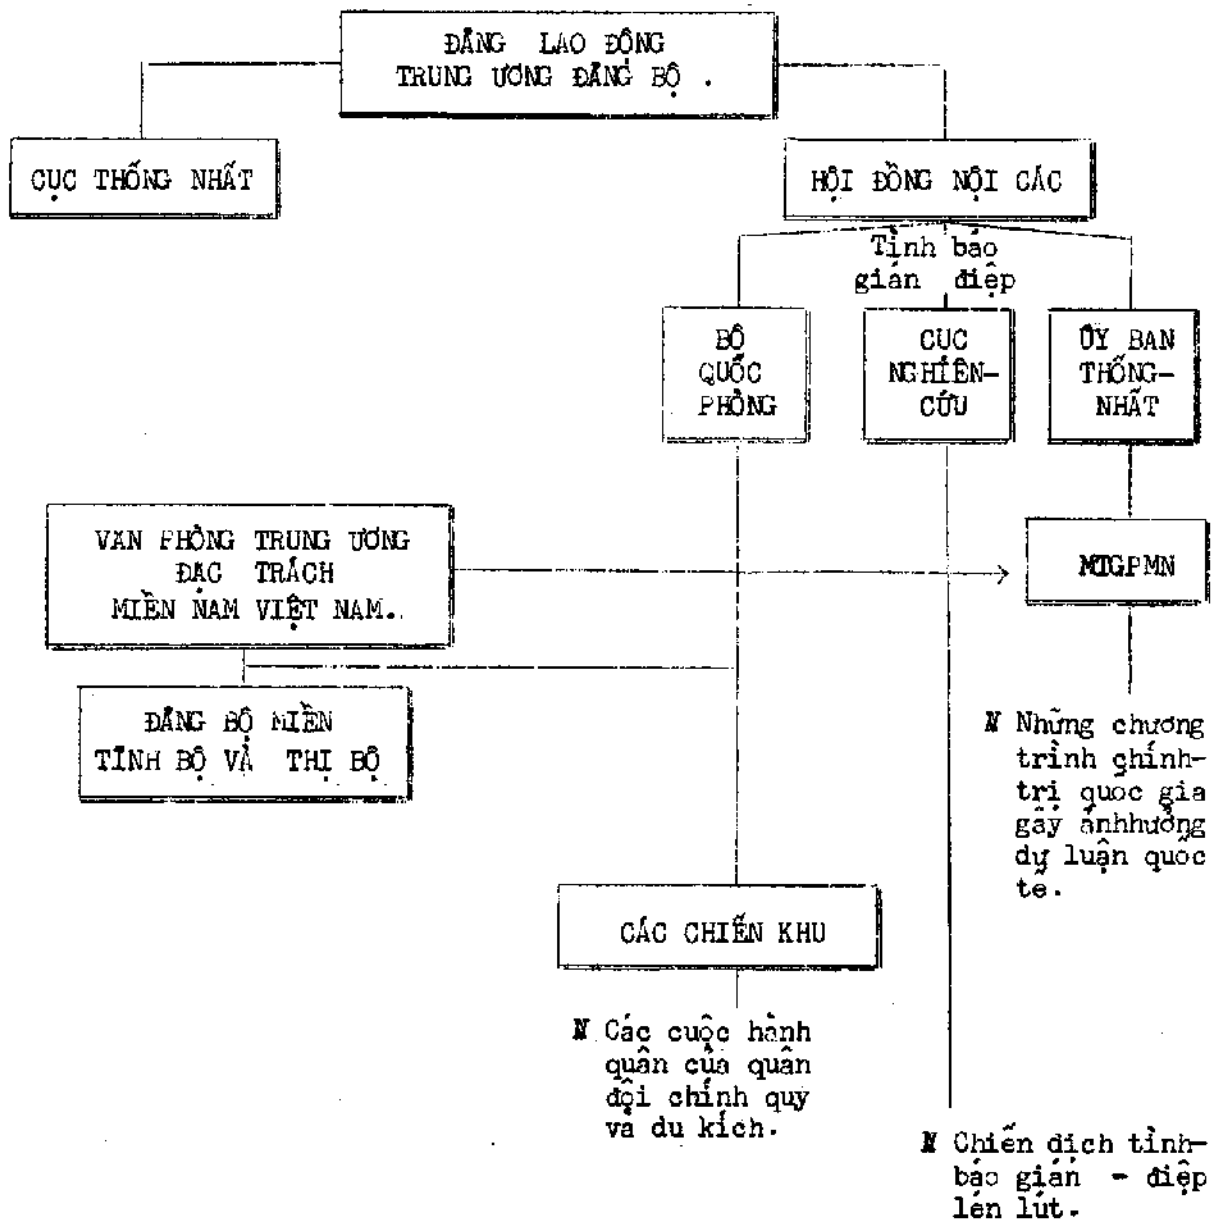 ĐẢNG LAO ĐỘNG
TRUNG ƯƠNG ĐẢNG BỘ .
CỤC THỐNG NHẤT
HỘI ĐỒNG NỘI CÁC
Tình báo
gián điệp
BỘ
QUỐC
PHÒNG
CỤC
NGHIÊN-
CỨU
ỦY BAN
THỐNG-
NHẤT
VĂN PHÒNG TRUNG ƯƠNG
ĐẶC TRÁCH
MIỀN NAM VIỆT NAM.
MTGPMN
ĐẢNG BỘ MIỀN
TỈNH BỘ VÀ THỊ BỘ
N Những chương
trình chính-
trị quốc gia
gây ảnhhưởng
dự luận quốc
tế.
CÁC CHIẾN KHU
N Các cuộc hành
quân của quân
đội chính quy
và du kích.
N Chiến dịch tình-
báo gián - điệp
lén lút.